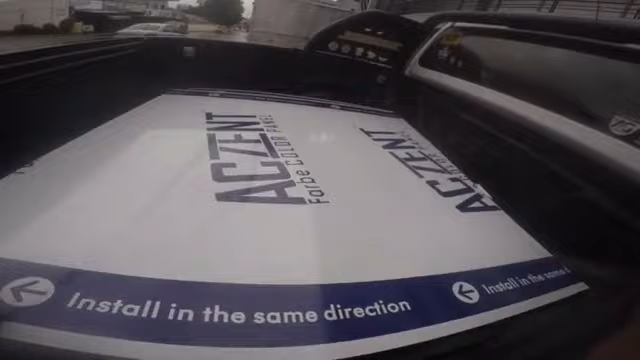 ACZENT
Farbe COLOR PANEL
ACZENT
Install in the same direction
Install in the same